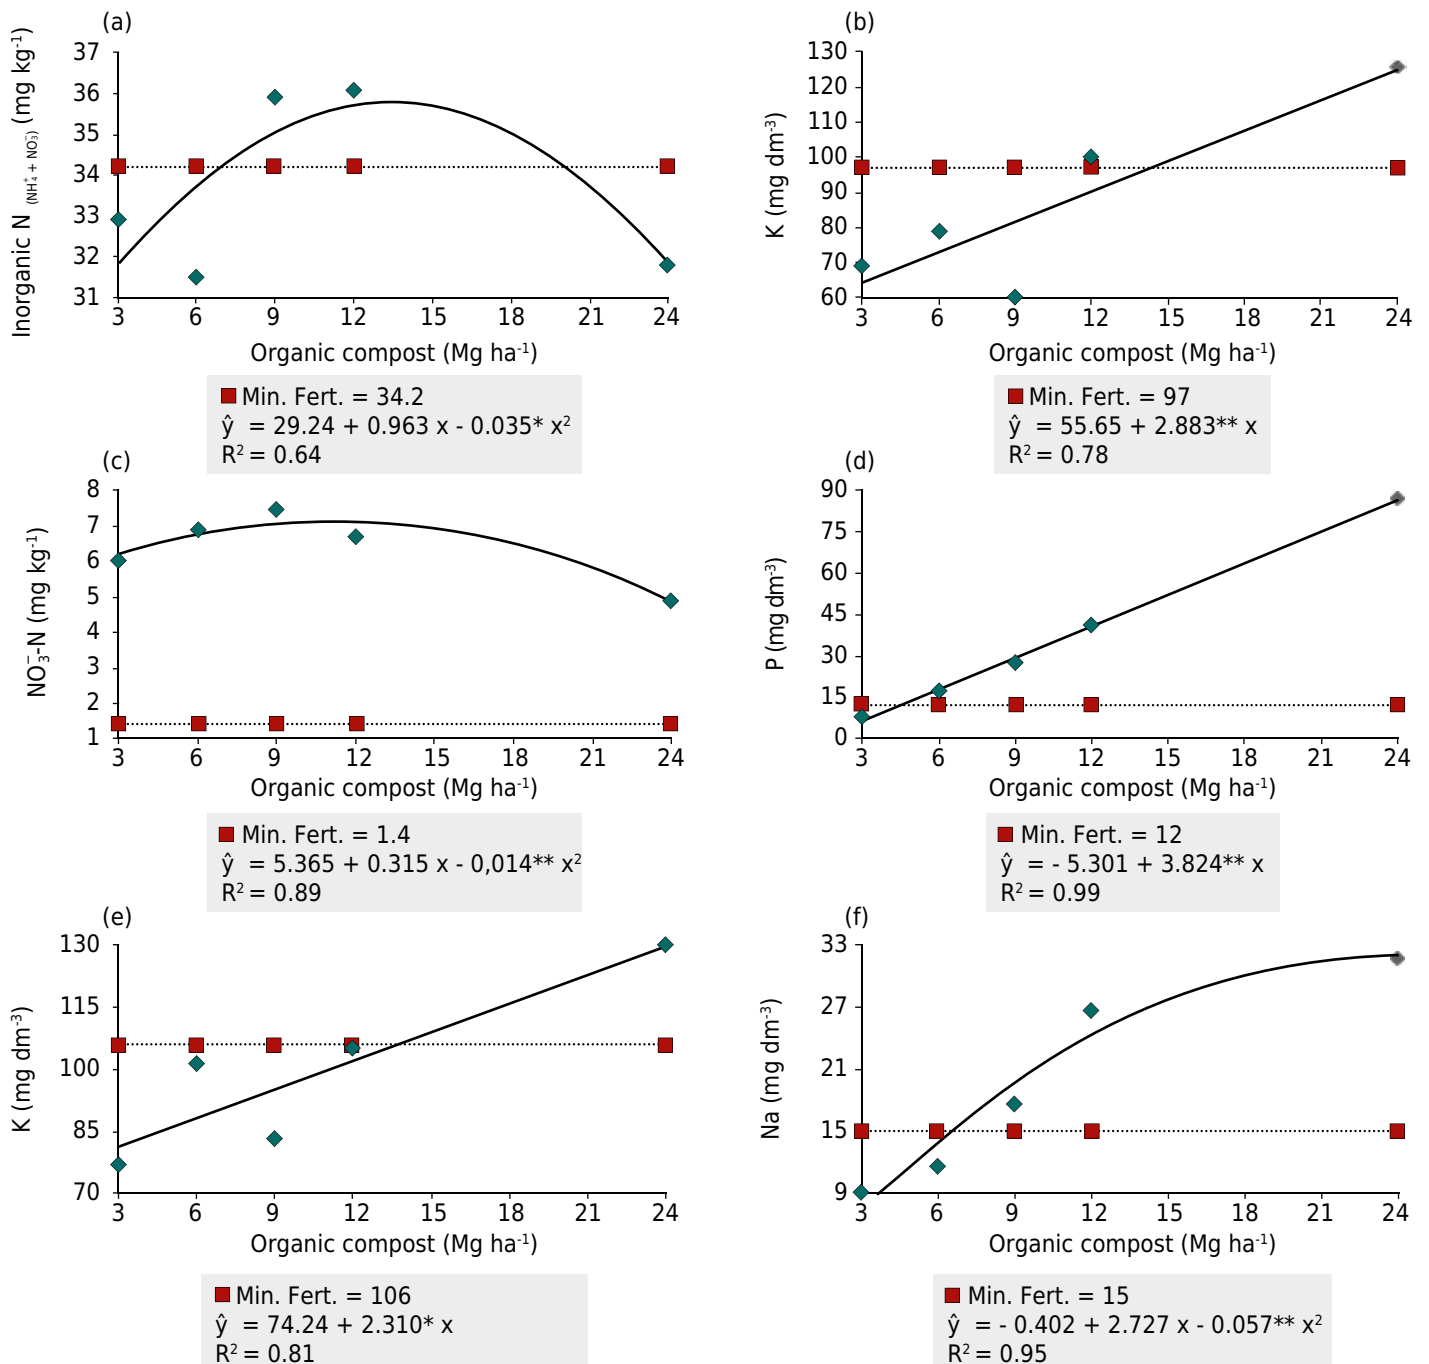 (a)
Inorganic N (NH₄⁺ + NO₃⁻) (mg kg⁻¹)
37
36
35
34
33
32
31
3 6 9 12 15 18 21 24
Organic compost (Mg ha⁻¹)
Min. Fert. = 34.2
ŷ = 29.24 + 0.963 x - 0.035* x²
R² = 0.64
(b)
K (mg dm⁻³)
130
120
110
100
90
80
70
60
3 6 9 12 15 18 21 24
Organic compost (Mg ha⁻¹)
Min. Fert. = 97
ŷ = 55.65 + 2.883** x
R² = 0.78
(c)
NO₃⁻-N (mg kg⁻¹)
8
7
6
5
4
3
2
1
3 6 9 12 15 18 21 24
Organic compost (Mg ha⁻¹)
Min. Fert. = 1.4
ŷ = 5.365 + 0.315 x - 0,014** x²
R² = 0.89
(d)
P (mg dm⁻³)
90
75
60
45
30
15
0
3 6 9 12 15 18 21 24
Organic compost (Mg ha⁻¹)
Min. Fert. = 12
ŷ = - 5.301 + 3.824** x
R² = 0.99
(e)
K (mg dm⁻³)
130
115
100
85
70
3 6 9 12 15 18 21 24
Organic compost (Mg ha⁻¹)
Min. Fert. = 106
ŷ = 74.24 + 2.310* x
R² = 0.81
(f)
Na (mg dm⁻³)
33
27
21
15
9
3 6 9 12 15 18 21 24
Organic compost (Mg ha⁻¹)
Min. Fert. = 15
ŷ = - 0.402 + 2.727 x - 0.057** x²
R² = 0.95